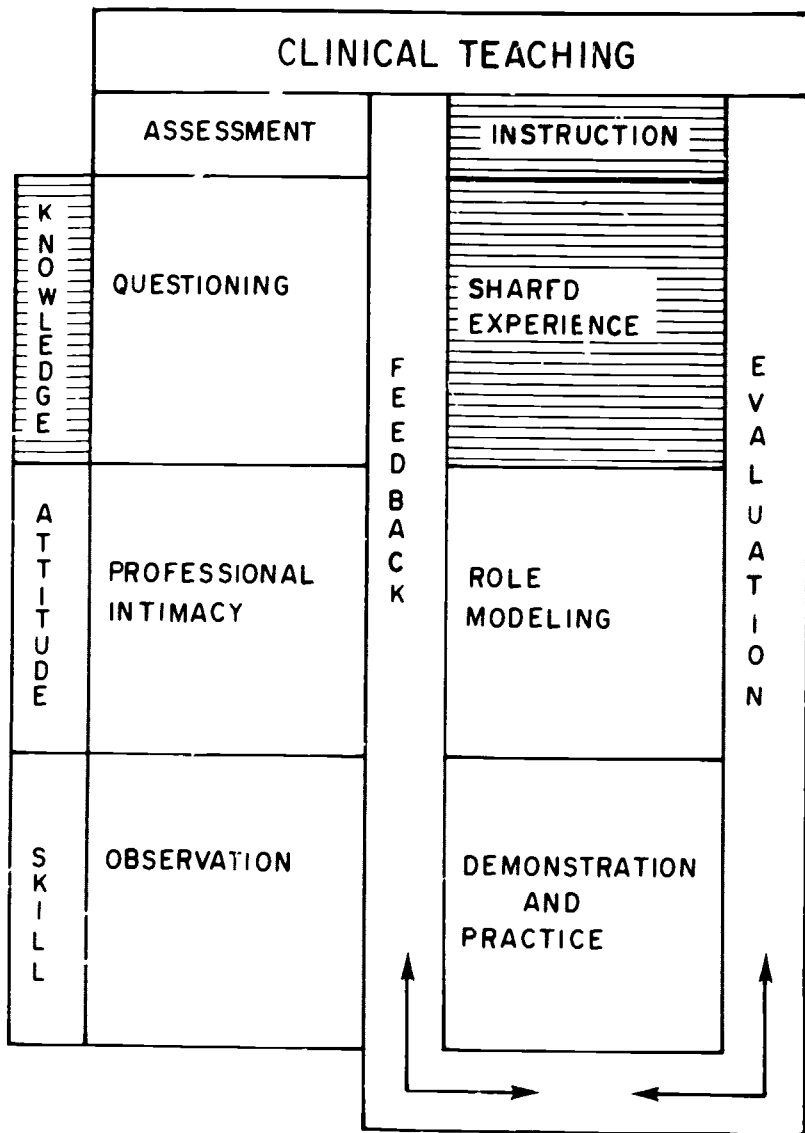 CLINICAL TEACHING
ASSESSMENT
INSTRUCTION
KNOWLEDGE
QUESTIONING
SHARFD
EXPERIENCE
FEEDBACK
EVALUATION
ATTITUDE
PROFESSIONAL
INTIMACY
ROLE
MODELING
SKILL
OBSERVATION
DEMONSTRATION
AND
PRACTICE